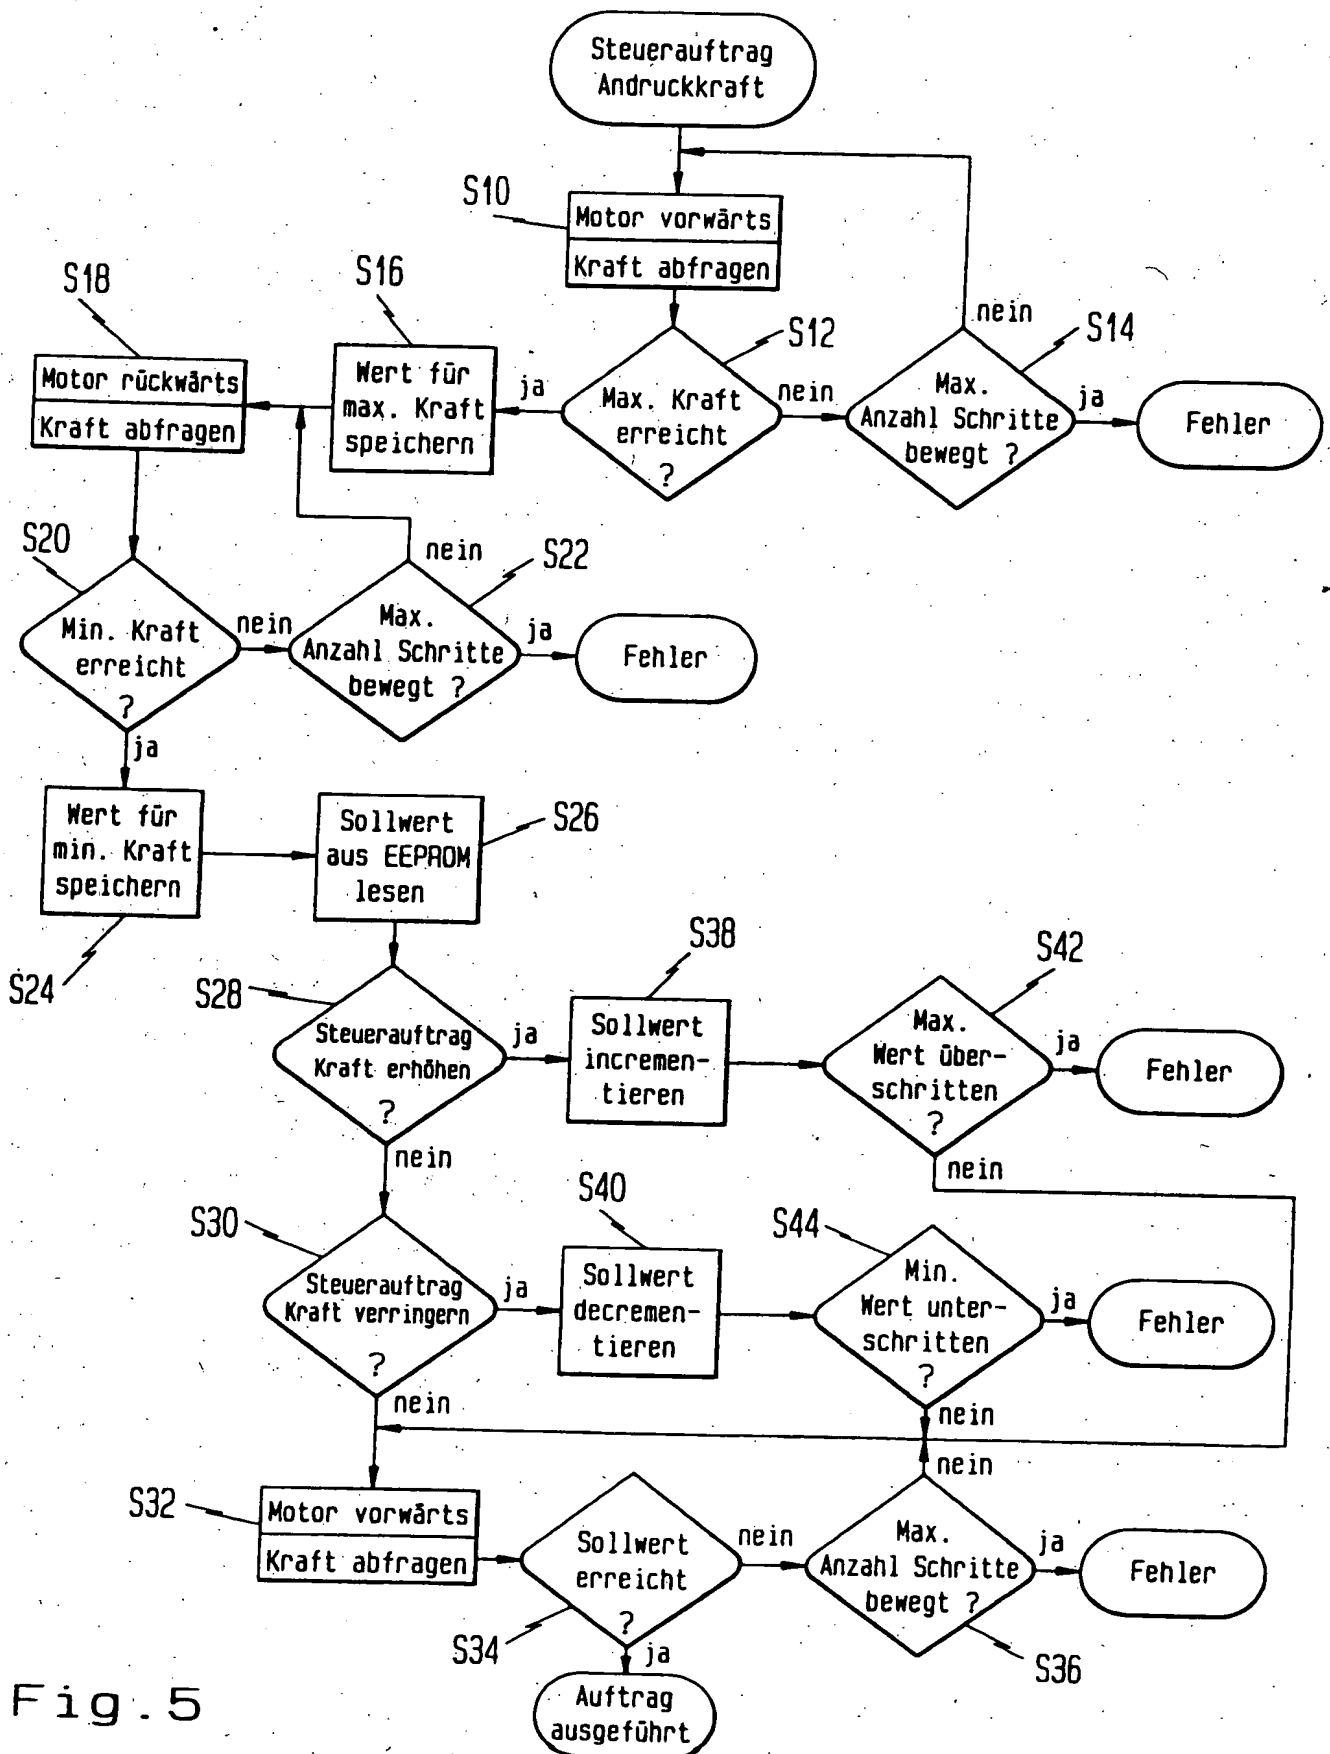 Steuerauftrag
Andruckkraft
S10
Motor vorwärts
Kraft abfragen
S18
S16
S12
nein
S14
Motor rückwärts
Kraft abfragen
Wert für
max. Kraft
speichern
ja
Max. Kraft
erreicht
?
nein
Max.
Anzahl Schritte
bewegt ?
ja
Fehler
S20
nein
S22
Min. Kraft
erreicht
?
nein
Max.
Anzahl Schritte
bewegt ?
ja
Fehler
ja
Wert für
min. Kraft
speichern
Sollwert
aus EEPROM
lesen
S26
S24
S28
S38
S42
Steuerauftrag
Kraft erhöhen
?
ja
Sollwert
incremen-
tieren
Max.
Wert über-
schritten
?
ja
Fehler
nein
nein
S30
S40
S44
Steuerauftrag
Kraft verringern
?
ja
Sollwert
decremen-
tieren
Min.
Wert unter-
schritten
?
ja
Fehler
nein
nein
nein
S32
Motor vorwärts
Kraft abfragen
Sollwert
erreicht
?
nein
Max.
Anzahl Schritte
bewegt ?
ja
Fehler
S34
ja
S36
Auftrag
ausgeführt
Fig.5